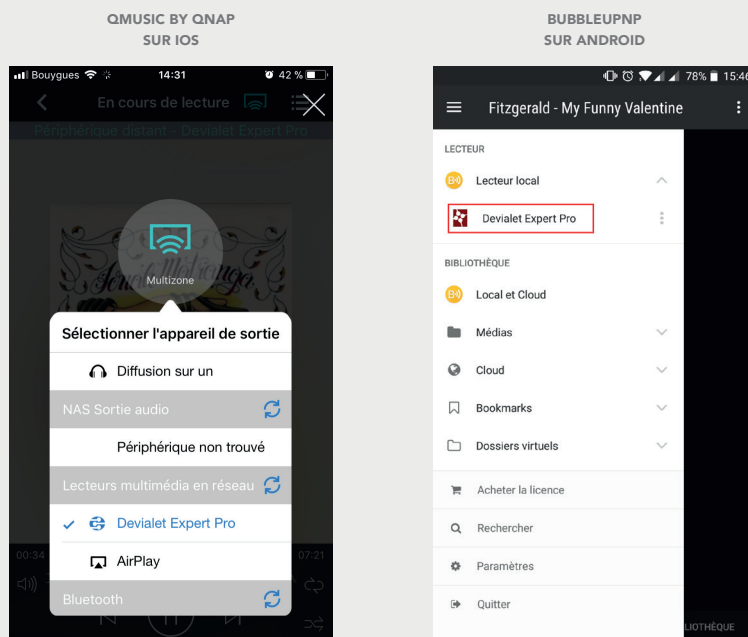 QMUSIC BY QNAP
SUR IOS
Bouygues 14:31 42 %
En cours de lecture
Périphérique distant - Devialet Expert Pro
Multizone
Sélectionner l'appareil de sortie
Diffusion sur un
NAS Sortie audio
Périphérique non trouvé
Lecteurs multimédia en réseau
Devialet Expert Pro
00:34 07:21
AirPlay
Bluetooth
BUBBLEUPNP
SUR ANDROID
78% 15:46
Fitzgerald - My Funny Valentine
LECTEUR
Lecteur local
Devialet Expert Pro
BIBLIOTHÈQUE
Local et Cloud
Médias
Cloud
Bookmarks
Dossiers virtuels
Acheter la licence
Rechercher
Paramètres
Quitter
LIOTHÈQUE